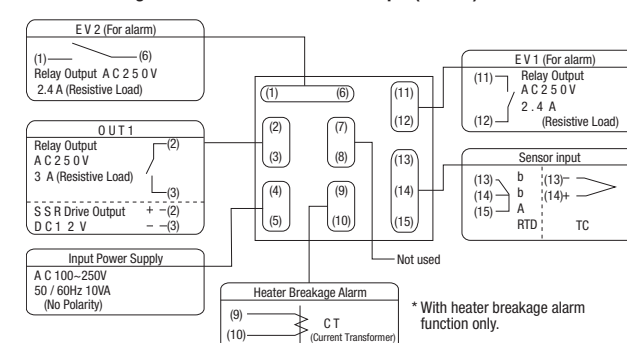 E V 2 (For alarm)
(1) (6)
Relay Output A C 2 5 0 V
2.4 A (Resistive Load)
O U T 1
Relay Output (2)
A C 2 5 0 V
3 A (Resistive Load)
(3)
S S R Drive Output + −(2)
D C 1 2 V − −(3)
Input Power Supply
A C 100~250V
50 / 60Hz 10VA
(No Polarity)
(1) (6)
(2) (7)
(3) (8)
(4) (9)
(5) (10)
(11)
(12)
(13)
(14)
(15)
Not used
Heater Breakage Alarm
(9)
(10)
C T
(Current Transformer)
E V 1 (For alarm)
(11) Relay Output
A C 2 5 0 V
2 . 4 A
(12) (Resistive Load)
Sensor input
(13) b (13)−
(14) b (14)+
(15) A
RTD TC
* With heater breakage alarm
function only.